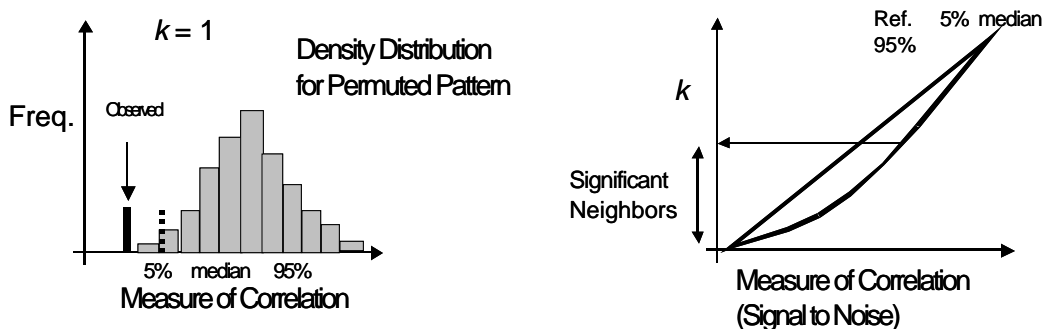 k = 1
Density Distribution
for Permuted Pattern
Observed
Freq.
5% median 95%
Measure of Correlation
Ref. 5% median
95%
k
Significant
Neighbors
Measure of Correlation
(Signal to Noise)